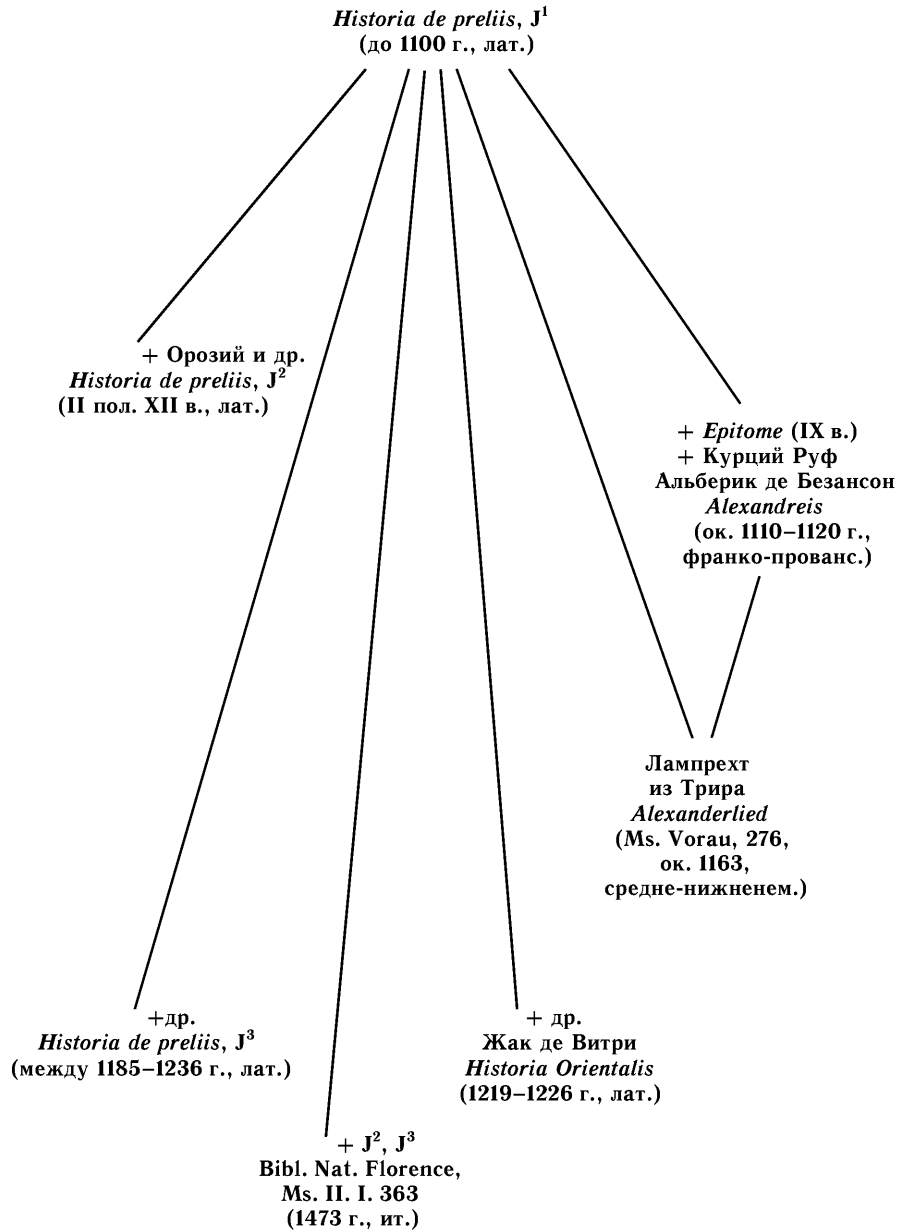 Historia de preliis, J¹
(до 1100 г., лат.)
+ Орозий и др.
Historia de preliis, J²
(II пол. XII в., лат.)
+ Epitome (IX в.)
+ Курций Руф
Альберик де Безансон
Alexandreis
(ок. 1110–1120 г.,
франко-прованс.)
Лампрехт
из Трира
Alexanderlied
(Ms. Vorau, 276,
ок. 1163,
средне-нижненем.)
+др.
Historia de preliis, J³
(между 1185–1236 г., лат.)
+ др.
Жак де Витри
Historia Orientalis
(1219–1226 г., лат.)
+ J², J³
Bibl. Nat. Florence,
Ms. II. I. 363
(1473 г., ит.)